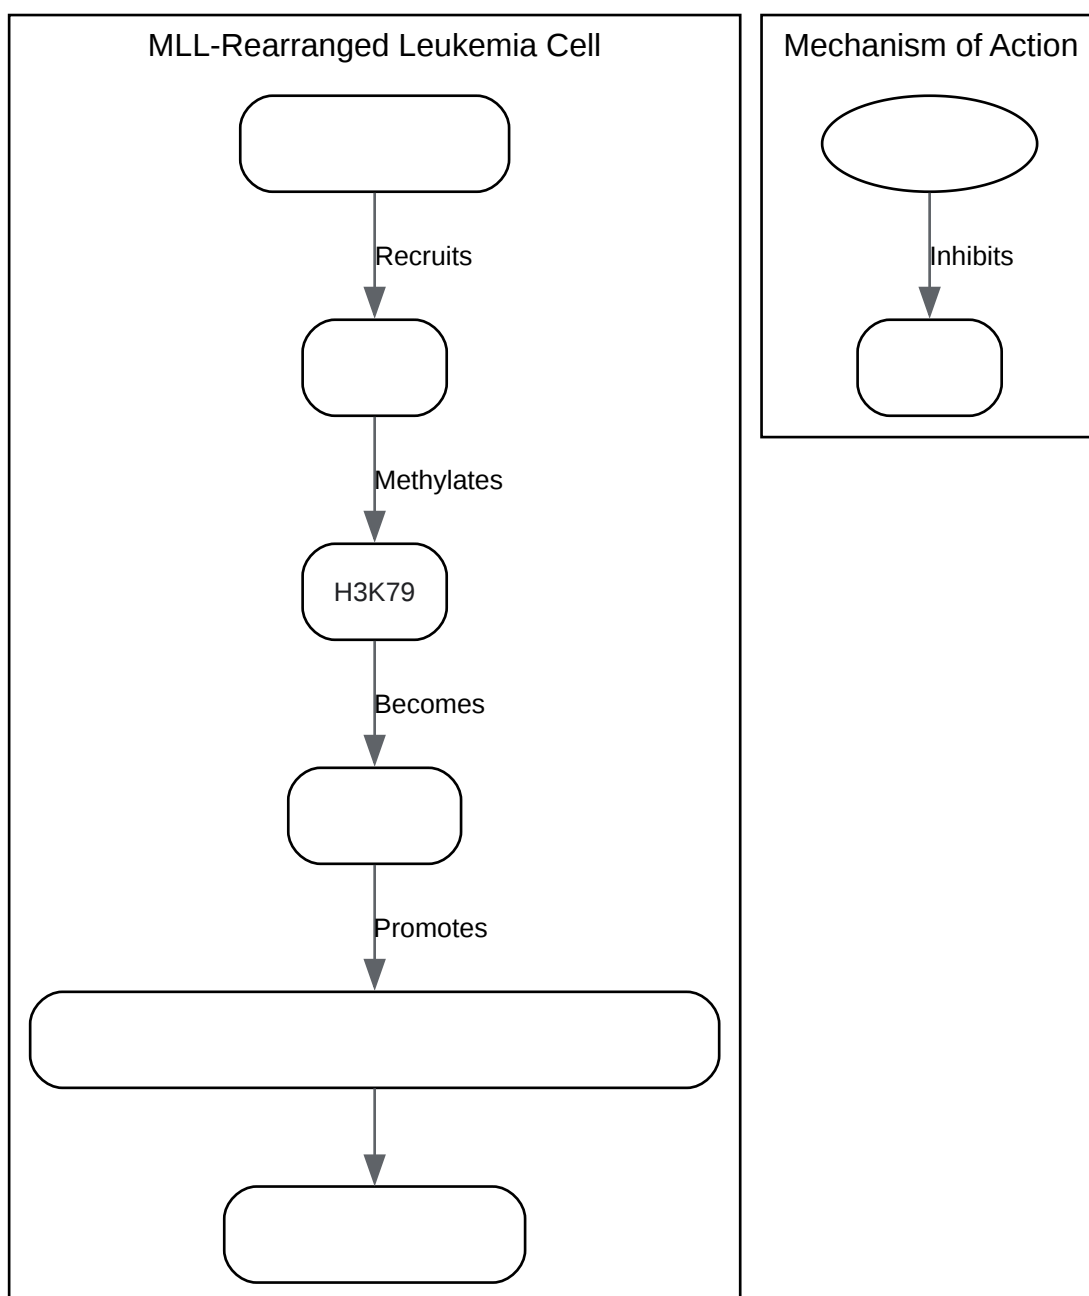 MLL-Rearranged Leukemia Cell
Recruits
Methylates
H3K79
Becomes
Promotes
Mechanism of Action
Inhibits